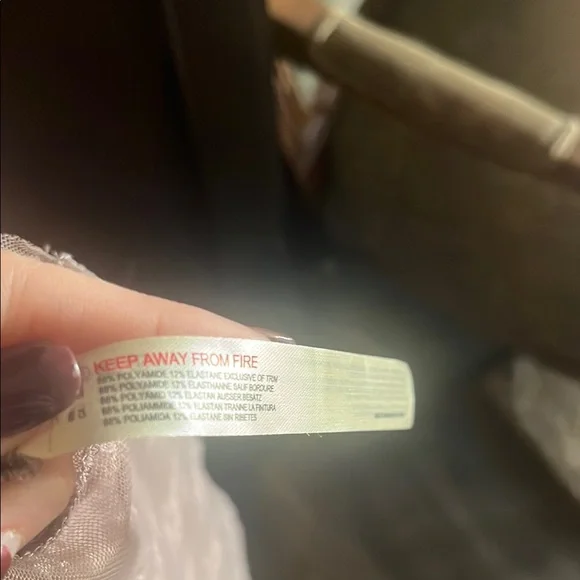 KEEP AWAY FROM FIRE
88% POLYAMIDE 12% ELASTANE EXCLUSIVE OF TRIM
88% POLYAMIDE 12% ELASTHANNE SAUF BORDURE
88% POLYAMID 12% ELASTAN AUSSER BESATZ
88% POLIAMMIDE 12% ELASTAN TRANNE LA FINTURA
88% POLIAMIDA 12% ELASTANE SIN RIBETES